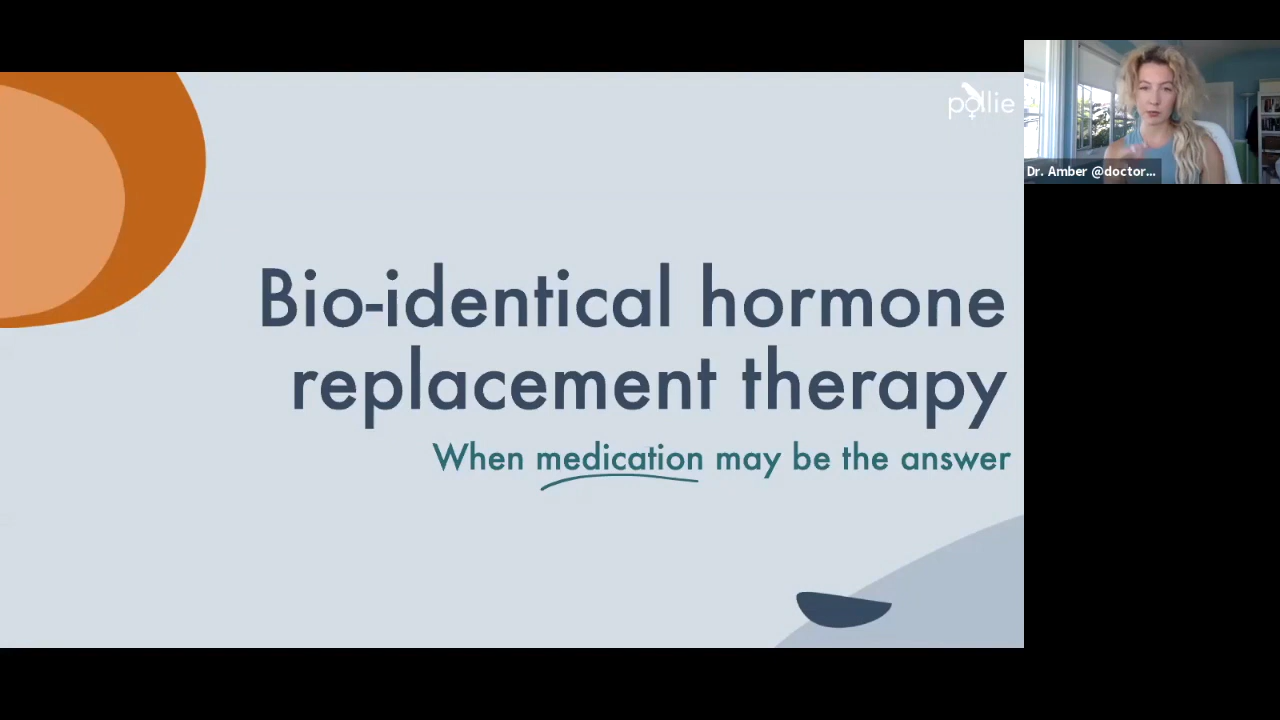 pollie
Dr. Amber @doctor...
Bio-identical hormone
replacement therapy
When medication may be the answer